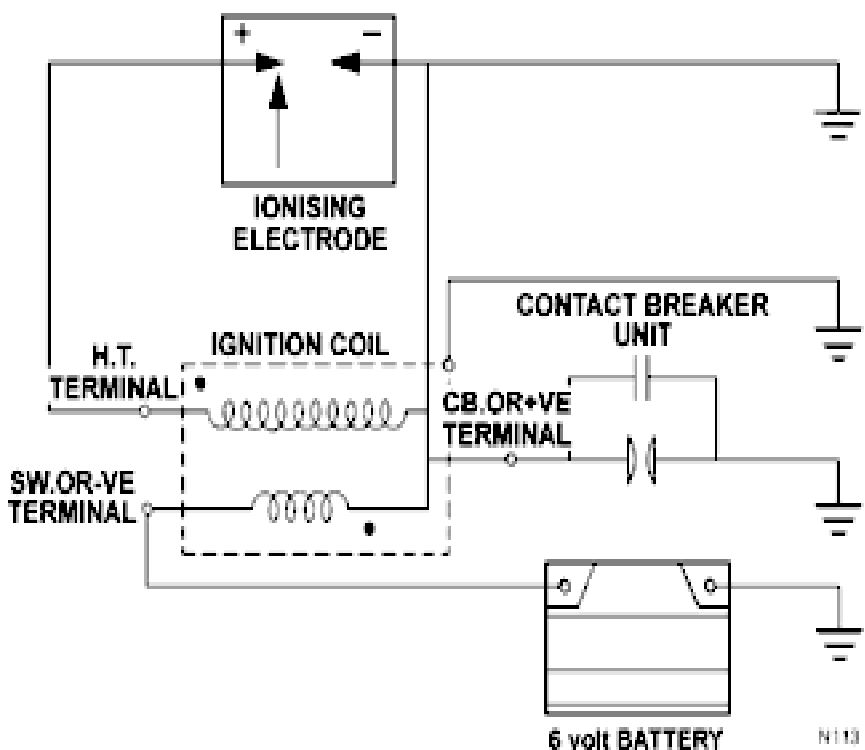 + −
IONISING
ELECTRODE
CONTACT BREAKER
UNIT
IGNITION COIL
H.T.
TERMINAL
CB.OR+VE
TERMINAL
SW.OR-VE
TERMINAL
6 volt BATTERY